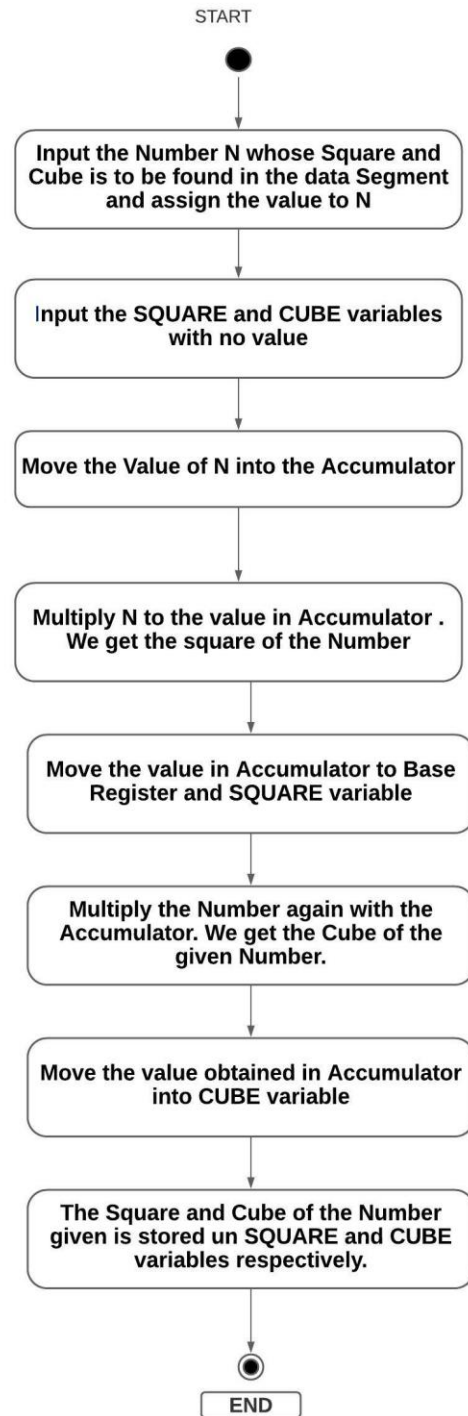 START
Input the Number N whose Square and
Cube is to be found in the data Segment
and assign the value to N
Input the SQUARE and CUBE variables
with no value
Move the Value of N into the Accumulator
Multiply N to the value in Accumulator .
We get the square of the Number
Move the value in Accumulator to Base
Register and SQUARE variable
Multiply the Number again with the
Accumulator. We get the Cube of the
given Number.
Move the value obtained in Accumulator
into CUBE variable
The Square and Cube of the Number
given is stored un SQUARE and CUBE
variables respectively.
END